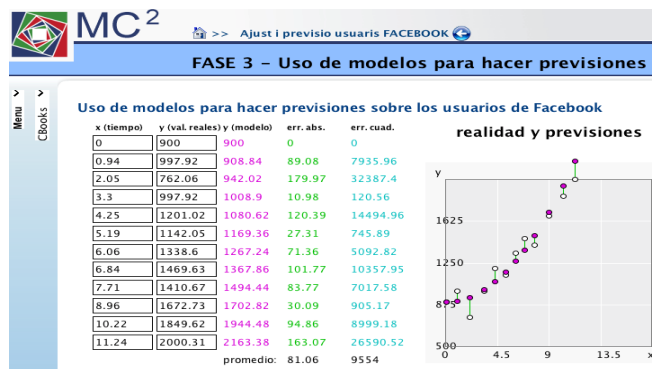 MC²
>> Ajust i previsio usuaris FACEBOOK
FASE 3 – Uso de modelos para hacer previsiones
Menu
CBooks
Uso de modelos para hacer previsiones sobre los usuarios de Facebook
x (tiempo) y (val. reales) y (modelo) err. abs. err. cuad.
0 900 900 0 0
0.94 997.92 908.84 89.08 7935.96
2.05 762.06 942.02 179.97 32387.4
3.3 997.92 1008.9 10.98 120.56
4.25 1201.02 1080.62 120.39 14494.96
5.19 1142.05 1169.36 27.31 745.89
6.06 1338.6 1267.24 71.36 5092.82
6.84 1469.63 1367.86 101.77 10357.95
7.71 1410.67 1494.44 83.77 7017.58
8.96 1672.73 1702.82 30.09 905.17
10.22 1849.62 1944.48 94.86 8999.18
11.24 2000.31 2163.38 163.07 26590.52
promedio: 81.06 9554
realidad y previsiones
y
1625
1250
875
500
0 4.5 9 13.5 x